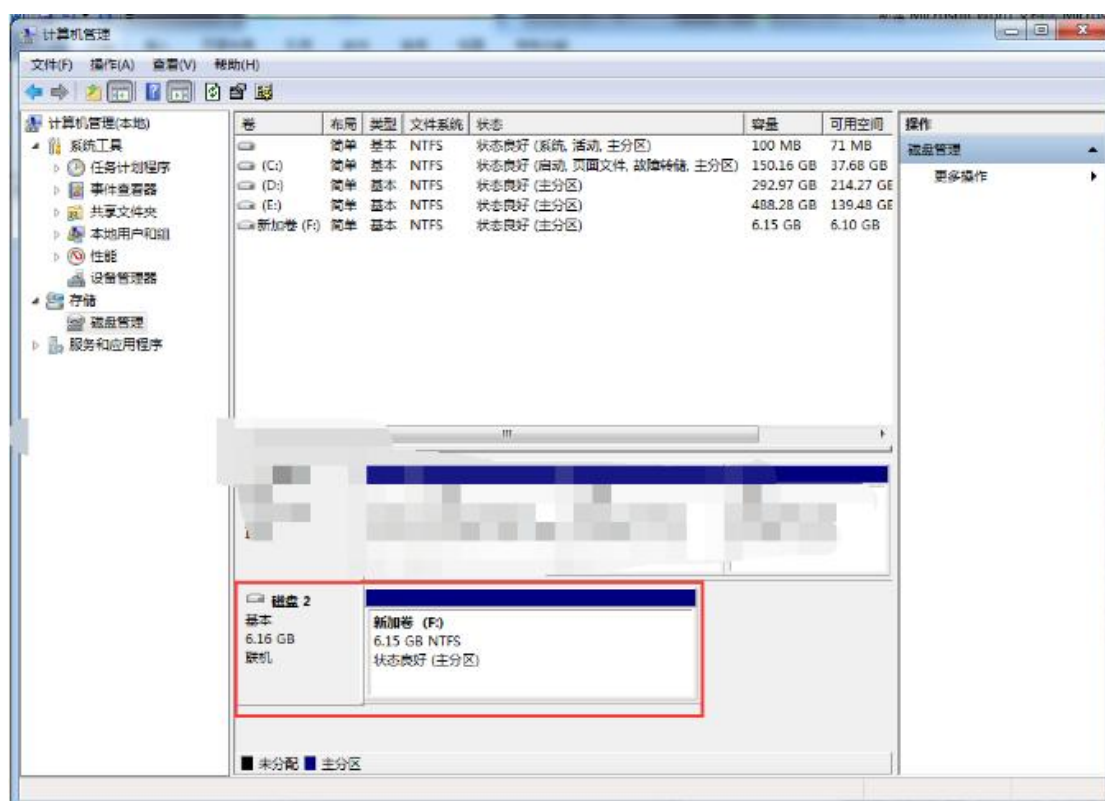 计算机管理
文件(F) 操作(A) 查看(V) 帮助(H)
计算机管理(本地)
系统工具
任务计划程序
事件查看器
共享文件夹
本地用户和组
性能
设备管理器
存储
磁盘管理
服务和应用程序
卷 布局 类型 文件系统 状态 容量 可用空间
简单 基本 NTFS 状态良好 (系统, 活动, 主分区) 100 MB 71 MB
(C:) 简单 基本 NTFS 状态良好 (启动, 页面文件, 故障转储, 主分区) 150.16 GB 37.68 GB
(D:) 简单 基本 NTFS 状态良好 (主分区) 292.97 GB 214.27 GE
(E:) 简单 基本 NTFS 状态良好 (主分区) 488.28 GB 139.48 GE
新加卷 (F:) 简单 基本 NTFS 状态良好 (主分区) 6.15 GB 6.10 GB
磁盘 2
基本
6.16 GB
联机
新加卷 (F:)
6.15 GB NTFS
状态良好 (主分区)
未分配 主分区
操作
磁盘管理
更多操作